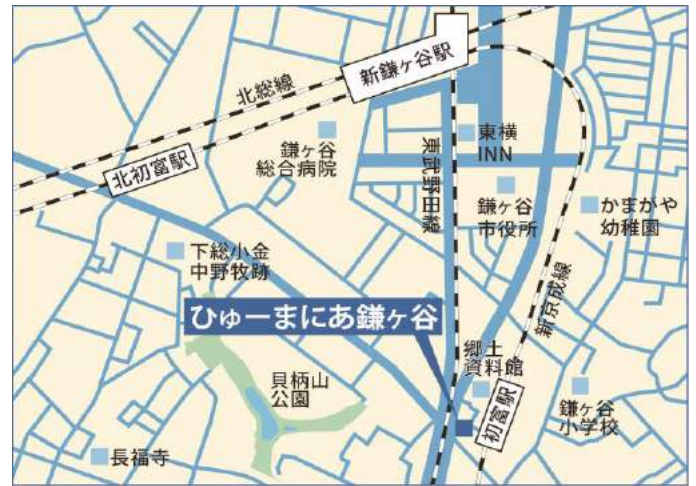 新鎌ヶ谷駅
北総線
北初富駅
鎌ヶ谷
総合病院
東武野田線
東横
INN
鎌ヶ谷
市役所
かまがや
幼稚園
下総小金
中野牧跡
新京成線
ひゅーまにあ鎌ヶ谷
郷土
資料館
貝柄山
公園
初富駅
鎌ヶ谷
小学校
長福寺